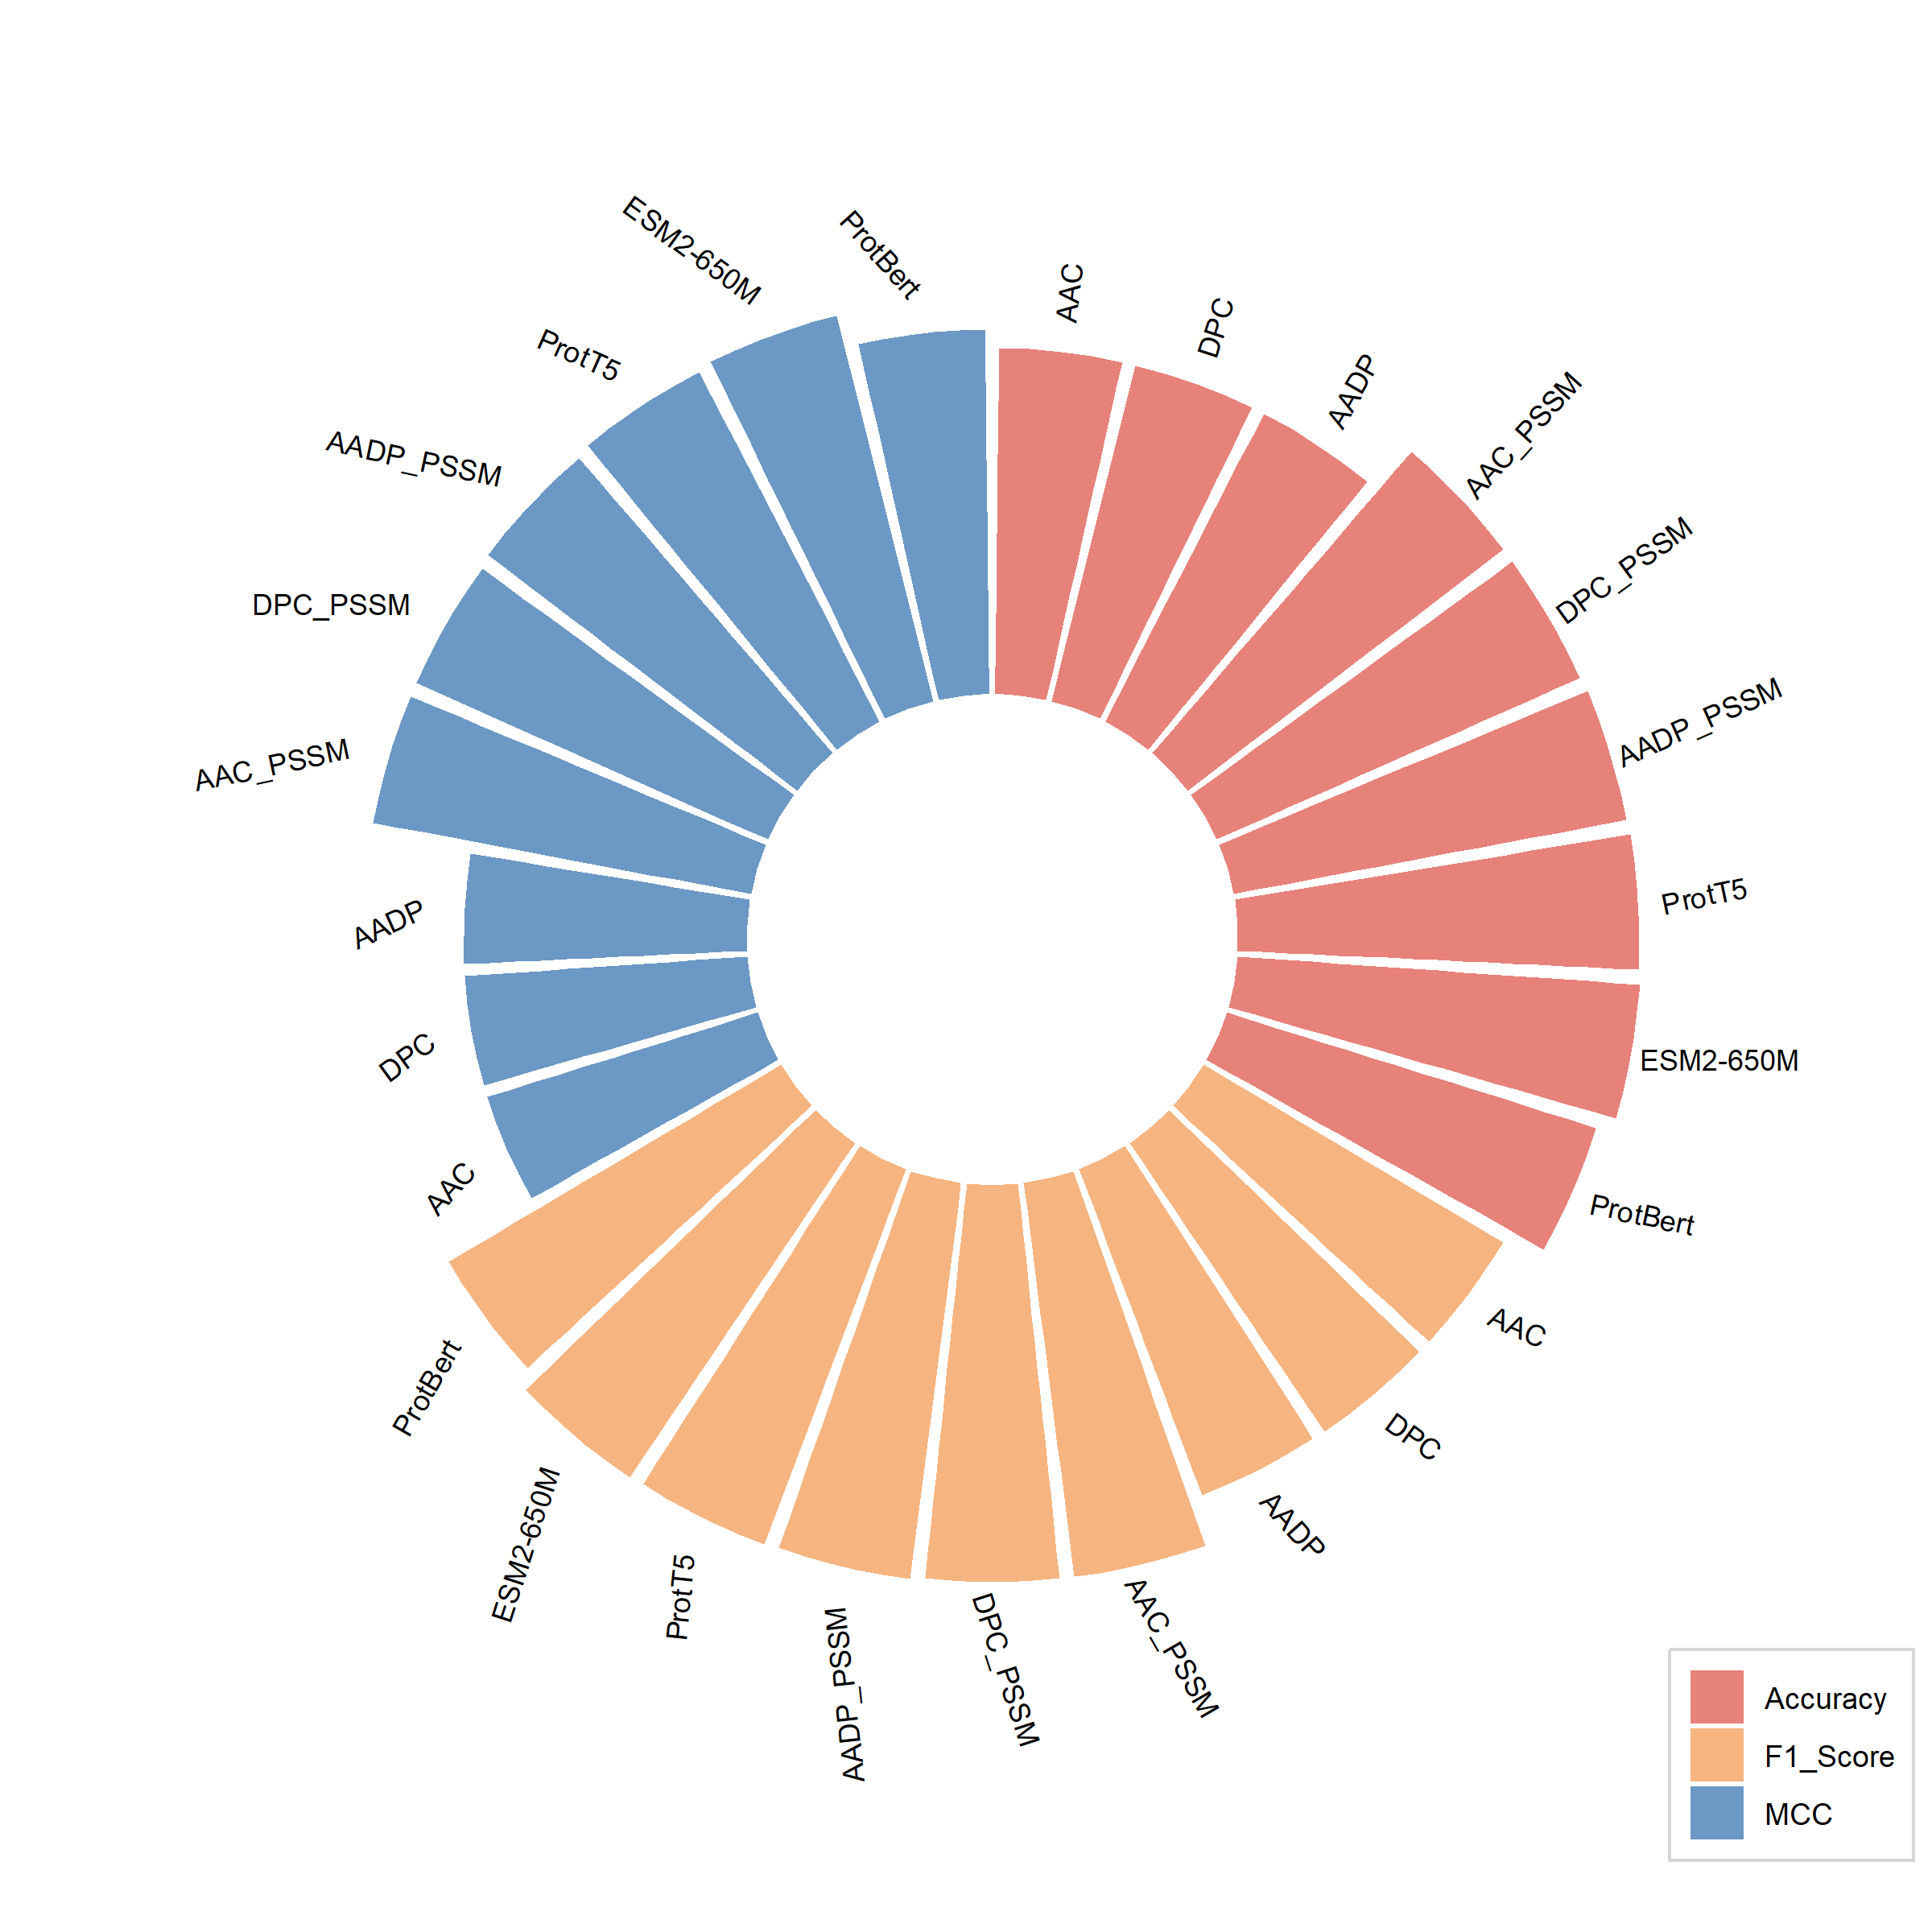 AAC
DPC
AADP
AAC_PSSM
DPC_PSSM
AADP_PSSM
ProtT5
ESM2-650M
ProtBert
AAC
DPC
AADP
AAC_PSSM
DPC_PSSM
AADP_PSSM
ProtT5
ESM2-650M
ProtBert
AAC
DPC
AADP
AAC_PSSM
DPC_PSSM
AADP_PSSM
ProtT5
ESM2-650M
ProtBert
Accuracy
F1_Score
MCC